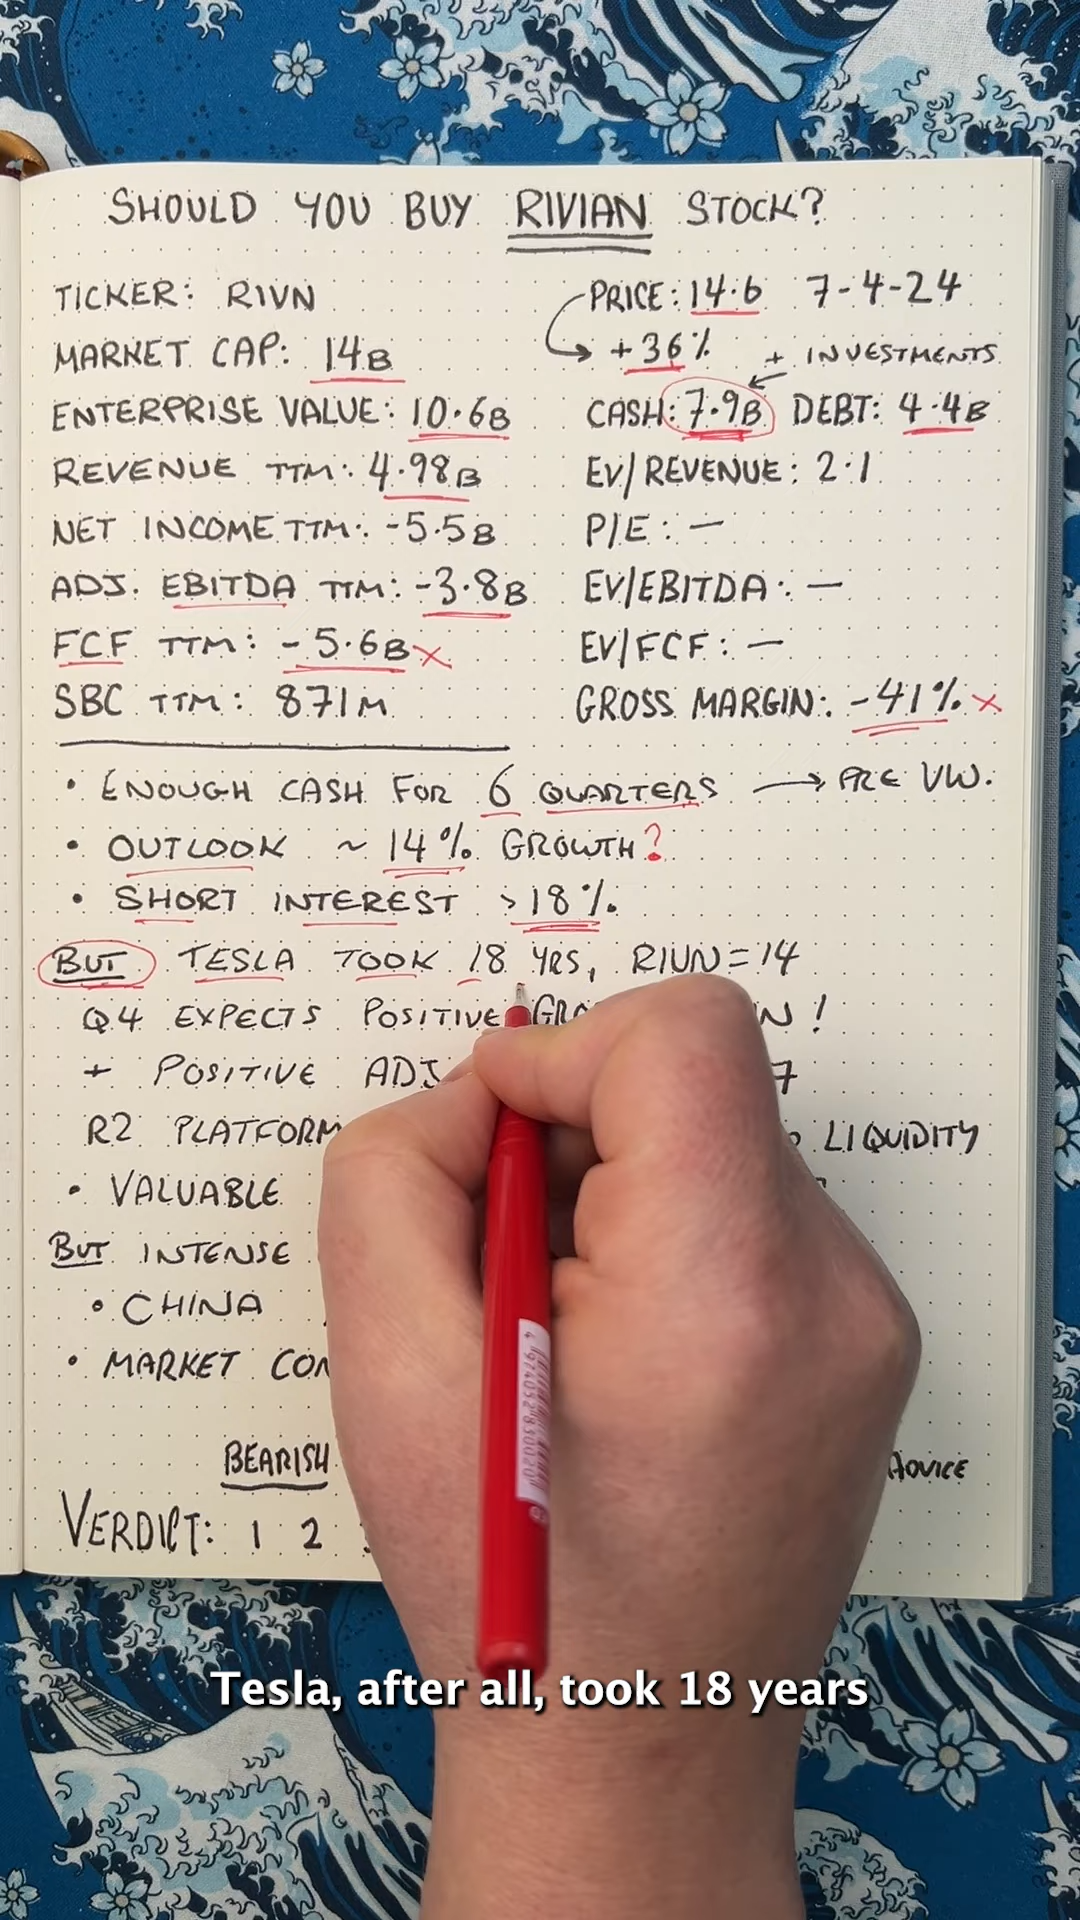 SHOULD YOU BUY RIVIAN STOCK?
TICKER: RIVN
PRICE: 14.6 7-4-24
MARKET CAP: 14B
+36% + INVESTMENTS
ENTERPRISE VALUE: 10.6B
CASH: 7.9B DEBT: 4.4B
REVENUE TTM: 4.98B
EV/REVENUE: 2.1
NET INCOME TTM: -5.5B
P/E: —
ADJ. EBITDA TTM: -3.8B
EV/EBITDA: —
FCF TTM: -5.6B X
EV/FCF: —
SBC TTM: 871M
GROSS MARGIN: -41% X
• ENOUGH CASH FOR 6 QUARTERS → PRE VW.
• OUTLOOK ~ 14% GROWTH?
• SHORT INTEREST >18%.
BUT TESLA TOOK 18 YRS, RIVN=14
Q4 EXPECTS POSITIVE !
+ POSITIVE ADJ 7
R2 PLATFORM LIQUIDITY
• VALUABLE
BUT INTENSE
• CHINA
• MARKET
BEARISH ADVICE
VERDICT: 1 2
Tesla, after all, took 18 years